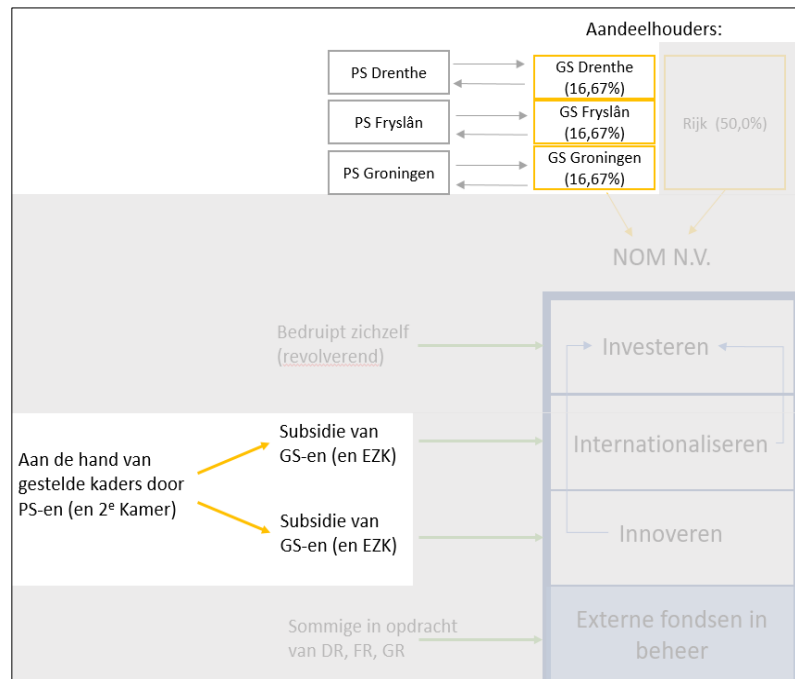 Aandeelhouders:
PS Drenthe
GS Drenthe
(16,67%)
PS Fryslân
GS Fryslân
(16,67%)
Rijk (50,0%)
PS Groningen
GS Groningen
(16,67%)
NOM N.V.
Bedruipt zichzelf
(revolverend)
Investeren
Aan de hand van
gestelde kaders door
PS-en (en 2e Kamer)
Subsidie van
GS-en (en EZK)
Internationaliseren
Subsidie van
GS-en (en EZK)
Innoveren
Sommige in opdracht
van DR, FR, GR
Externe fondsen in
beheer